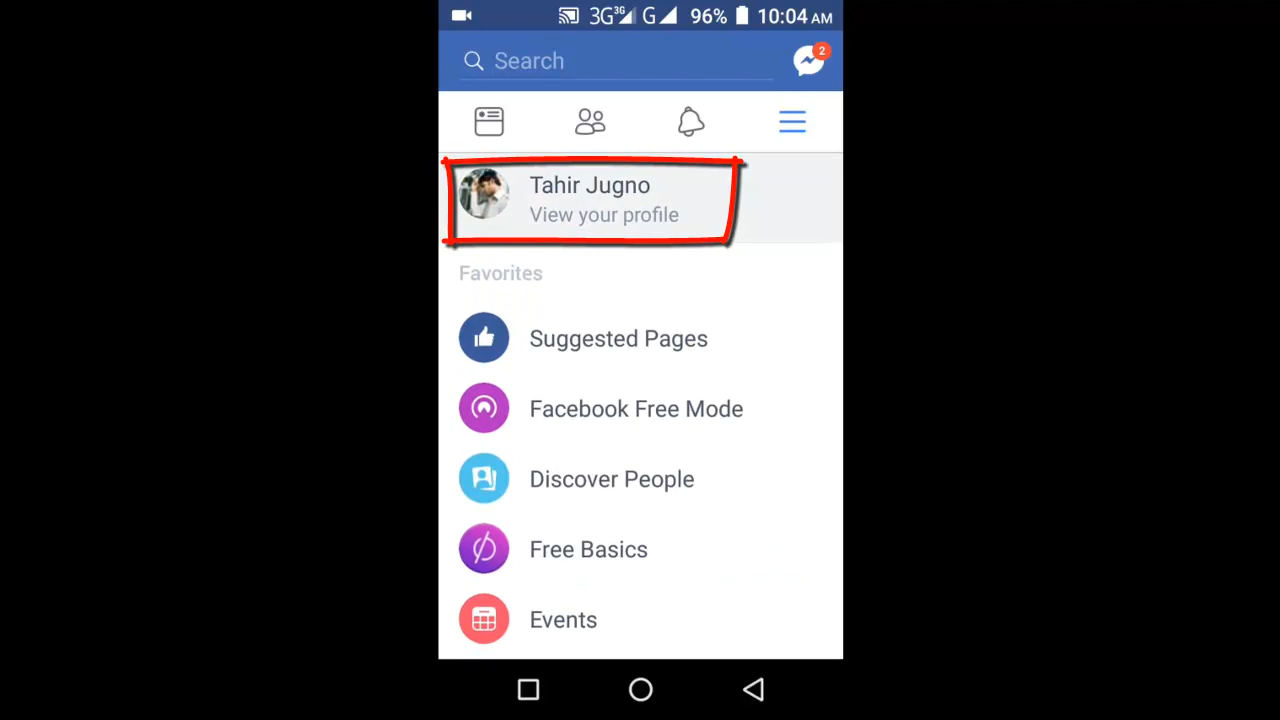 3G 3G G 96% 10:04 AM
Search
2
Tahir Jugno
View your profile
Favorites
Suggested Pages
Facebook Free Mode
Discover People
Free Basics
Events